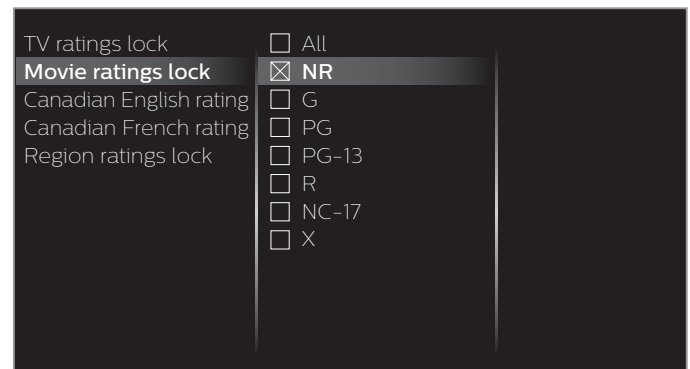 TV ratings lock
Movie ratings lock
Canadian English rating
Canadian French rating
Region ratings lock
All
NR
G
PG
PG-13
R
NC-17
X